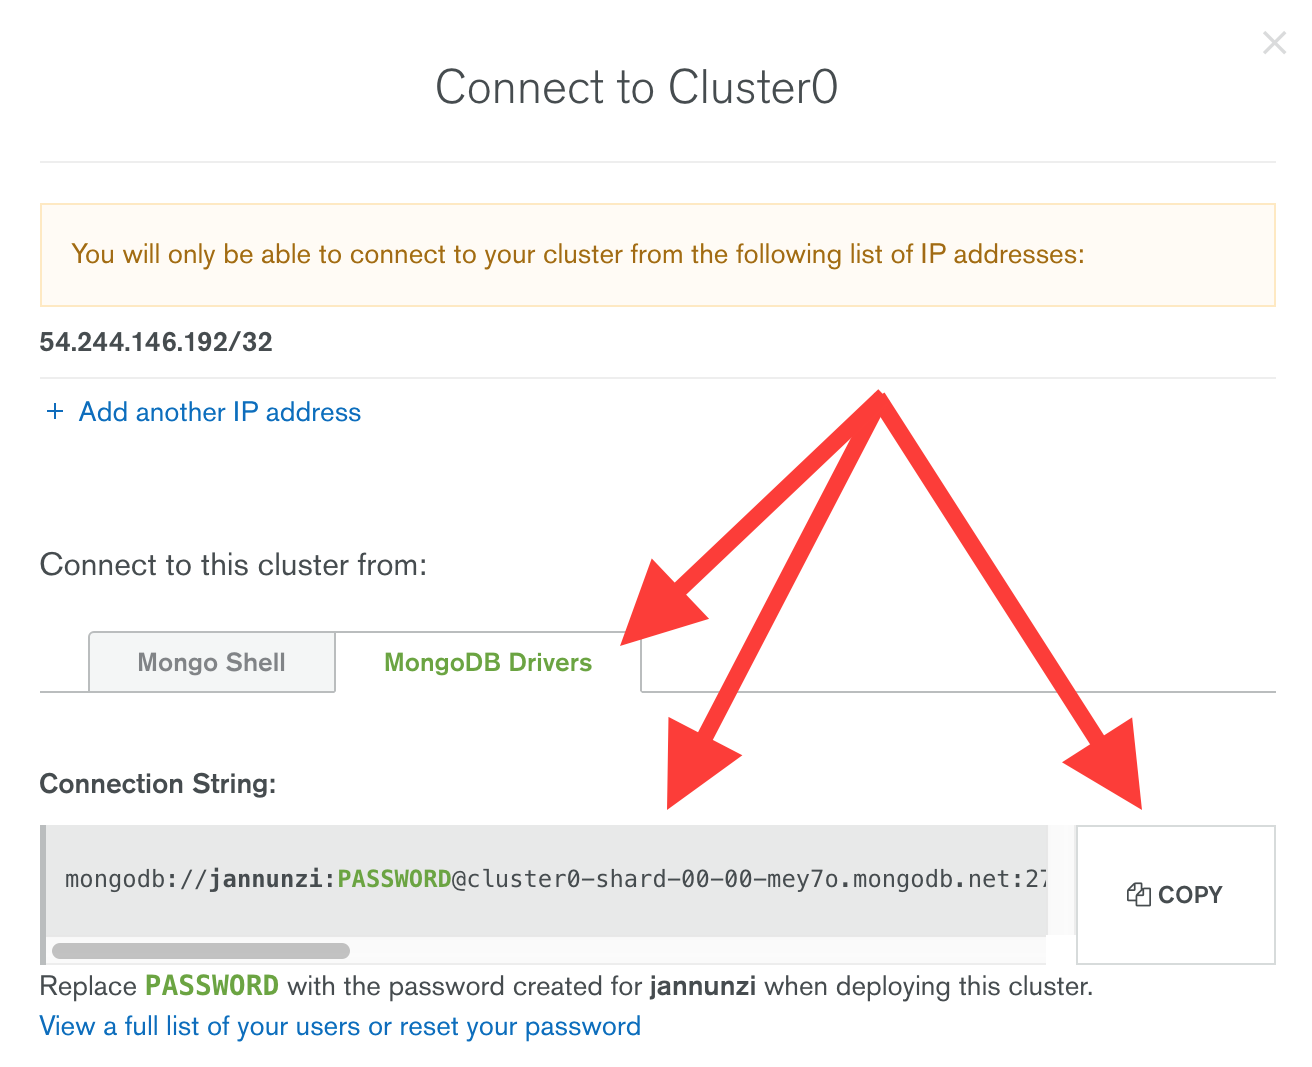 Connect to Cluster0
You will only be able to connect to your cluster from the following list of IP addresses:
54.244.146.192/32
+ Add another IP address
Connect to this cluster from:
Mongo Shell
MongoDB Drivers
Connection String:
mongodb://jannunzi:PASSWORD@cluster0-shard-00-00-mey7o.mongodb.net:27
COPY
Replace PASSWORD with the password created for jannunzi when deploying this cluster.
View a full list of your users or reset your password